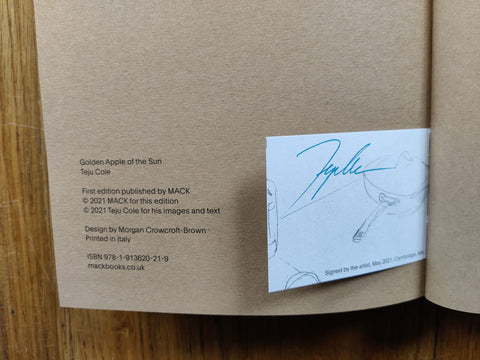 Golden Apple of the Sun
Teju Cole
First edition published by MACK
© 2021 MACK for this edition
© 2021 Teju Cole for his images and text
Design by Morgan Crowcroft-Brown
Printed in Italy
ISBN 978-1-913620-21-9
mackbooks.co.uk
Signed by the artist, May 2021, Cambridge, MA